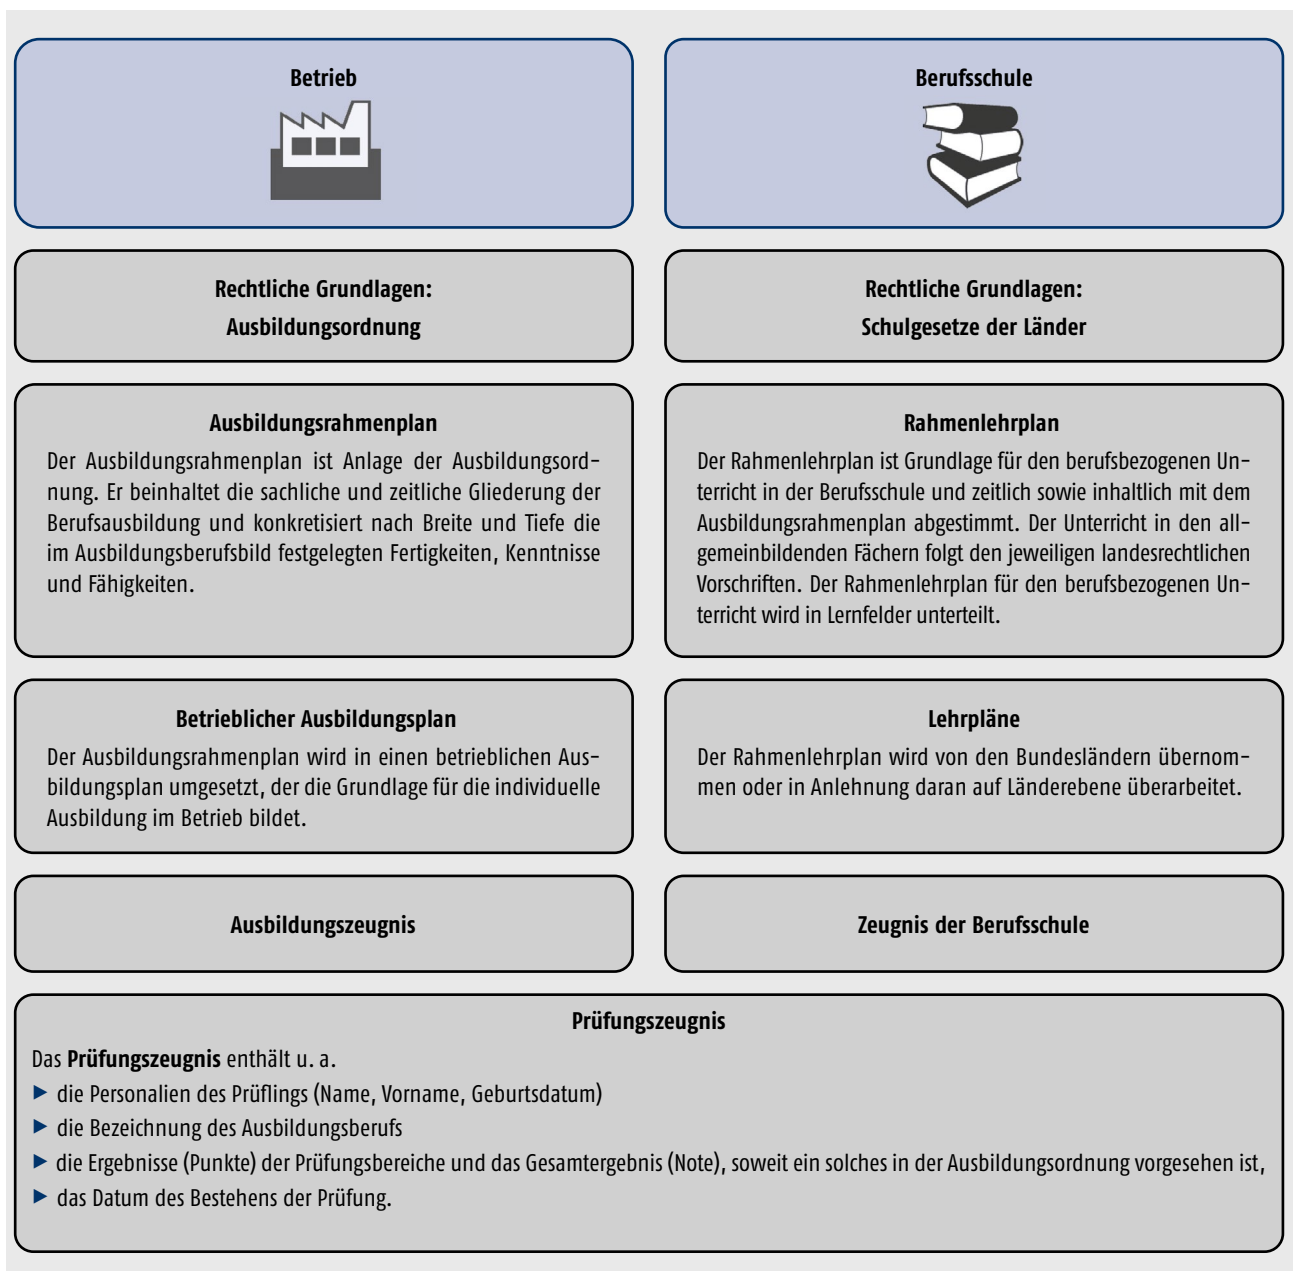 Betrieb
Rechtliche Grundlagen:
Ausbildungsordnung
Ausbildungsrahmenplan
Der Ausbildungsrahmenplan ist Anlage der Ausbildungsord-
nung. Er beinhaltet die sachliche und zeitliche Gliederung der
Berufsausbildung und konkretisiert nach Breite und Tiefe die
im Ausbildungsberufsbild festgelegten Fertigkeiten, Kenntnisse
und Fähigkeiten.
Betrieblicher Ausbildungsplan
Der Ausbildungsrahmenplan wird in einen betrieblichen Aus-
bildungsplan umgesetzt, der die Grundlage für die individuelle
Ausbildung im Betrieb bildet.
Ausbildungszeugnis
Berufsschule
Rechtliche Grundlagen:
Schulgesetze der Länder
Rahmenlehrplan
Der Rahmenlehrplan ist Grundlage für den berufsbezogenen Un-
terricht in der Berufsschule und zeitlich sowie inhaltlich mit dem
Ausbildungsrahmenplan abgestimmt. Der Unterricht in den all-
gemeinbildenden Fächern folgt den jeweiligen landesrechtlichen
Vorschriften. Der Rahmenlehrplan für den berufsbezogenen Un-
terricht wird in Lernfelder unterteilt.
Lehrpläne
Der Rahmenlehrplan wird von den Bundesländern übernom-
men oder in Anlehnung daran auf Länderebene überarbeitet.
Zeugnis der Berufsschule
Prüfungszeugnis
Das Prüfungszeugnis enthält u. a.
▶ die Personalien des Prüflings (Name, Vorname, Geburtsdatum)
▶ die Bezeichnung des Ausbildungsberufs
▶ die Ergebnisse (Punkte) der Prüfungsbereiche und das Gesamtergebnis (Note), soweit ein solches in der Ausbildungsordnung vorgesehen ist,
▶ das Datum des Bestehens der Prüfung.